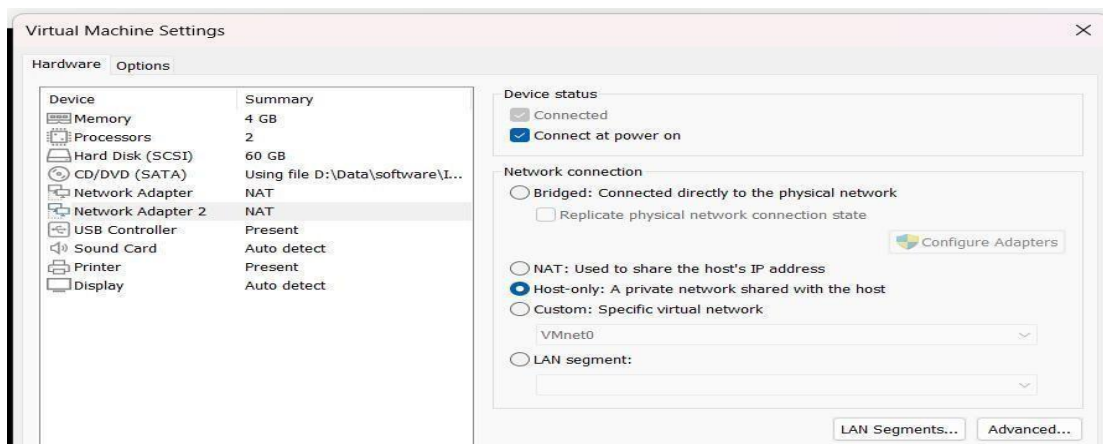 Virtual Machine Settings
Hardware Options
Device Summary
Memory 4 GB
Processors 2
Hard Disk (SCSI) 60 GB
CD/DVD (SATA) Using file D:\Data\software\I...
Network Adapter NAT
Network Adapter 2 NAT
USB Controller Present
Sound Card Auto detect
Printer Present
Display Auto detect
Device status
Connected
Connect at power on
Network connection
Bridged: Connected directly to the physical network
Replicate physical network connection state
Configure Adapters
NAT: Used to share the host's IP address
Host-only: A private network shared with the host
Custom: Specific virtual network
VMnet0
LAN segment:
LAN Segments... Advanced...